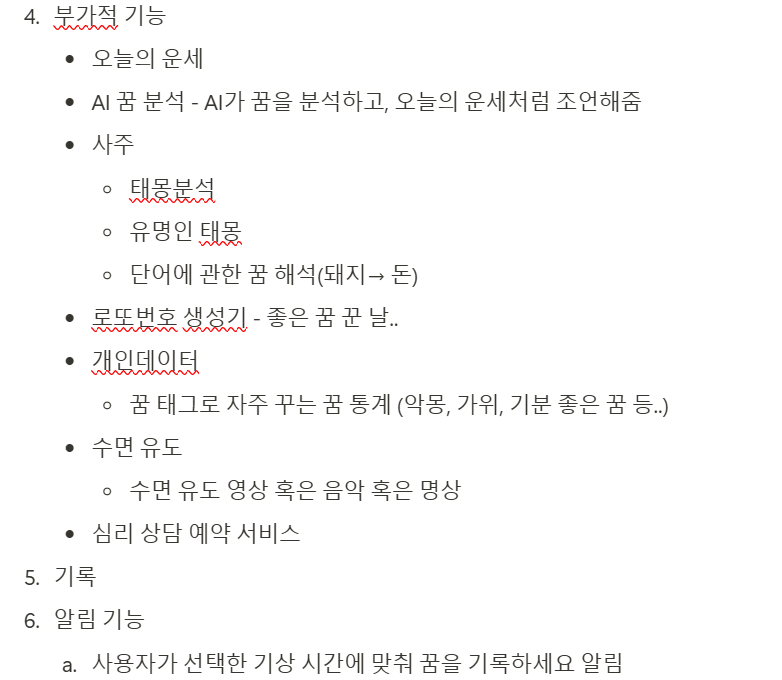 4. 부가적 기능
• 오늘의 운세
• AI 꿈 분석 - AI가 꿈을 분석하고, 오늘의 운세처럼 조언해줌
• 사주
◦ 태몽분석
◦ 유명인 태몽
◦ 단어에 관한 꿈 해석(돼지→ 돈)
• 로또번호 생성기 - 좋은 꿈 꾼 날..
• 개인데이터
◦ 꿈 태그로 자주 꾸는 꿈 통계 (악몽, 가위, 기분 좋은 꿈 등..)
• 수면 유도
◦ 수면 유도 영상 혹은 음악 혹은 명상
• 심리 상담 예약 서비스
5. 기록
6. 알림 기능
a. 사용자가 선택한 기상 시간에 맞춰 꿈을 기록하세요 알림